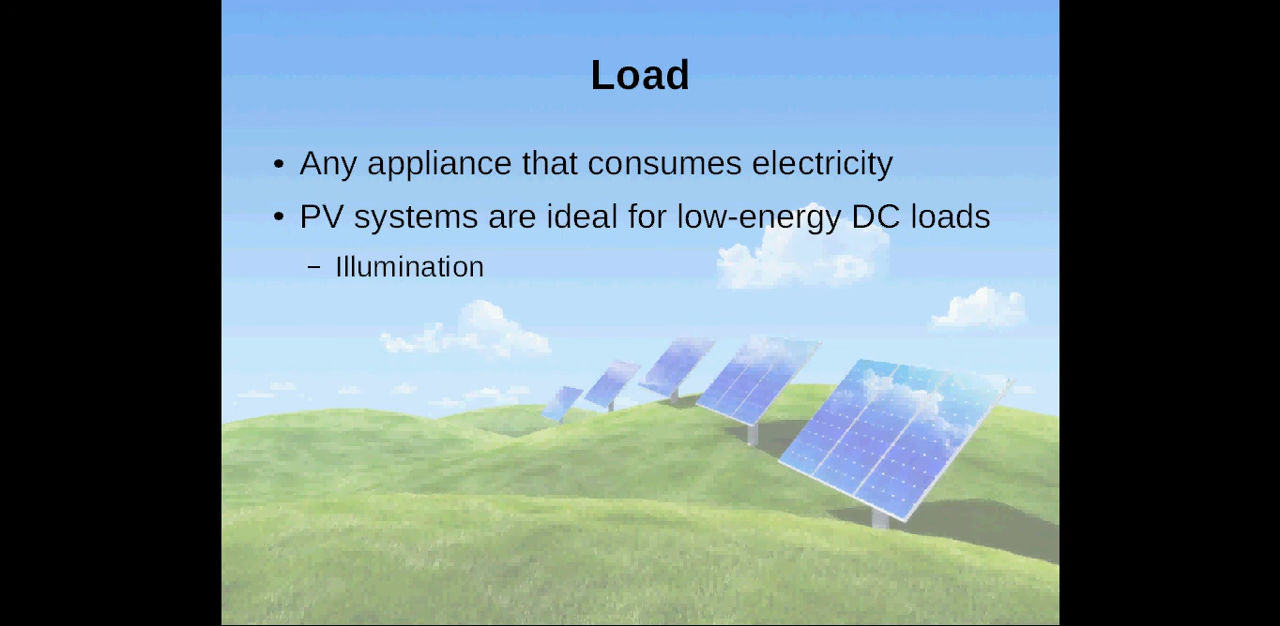 Load
• Any appliance that consumes electricity
• PV systems are ideal for low-energy DC loads
– Illumination